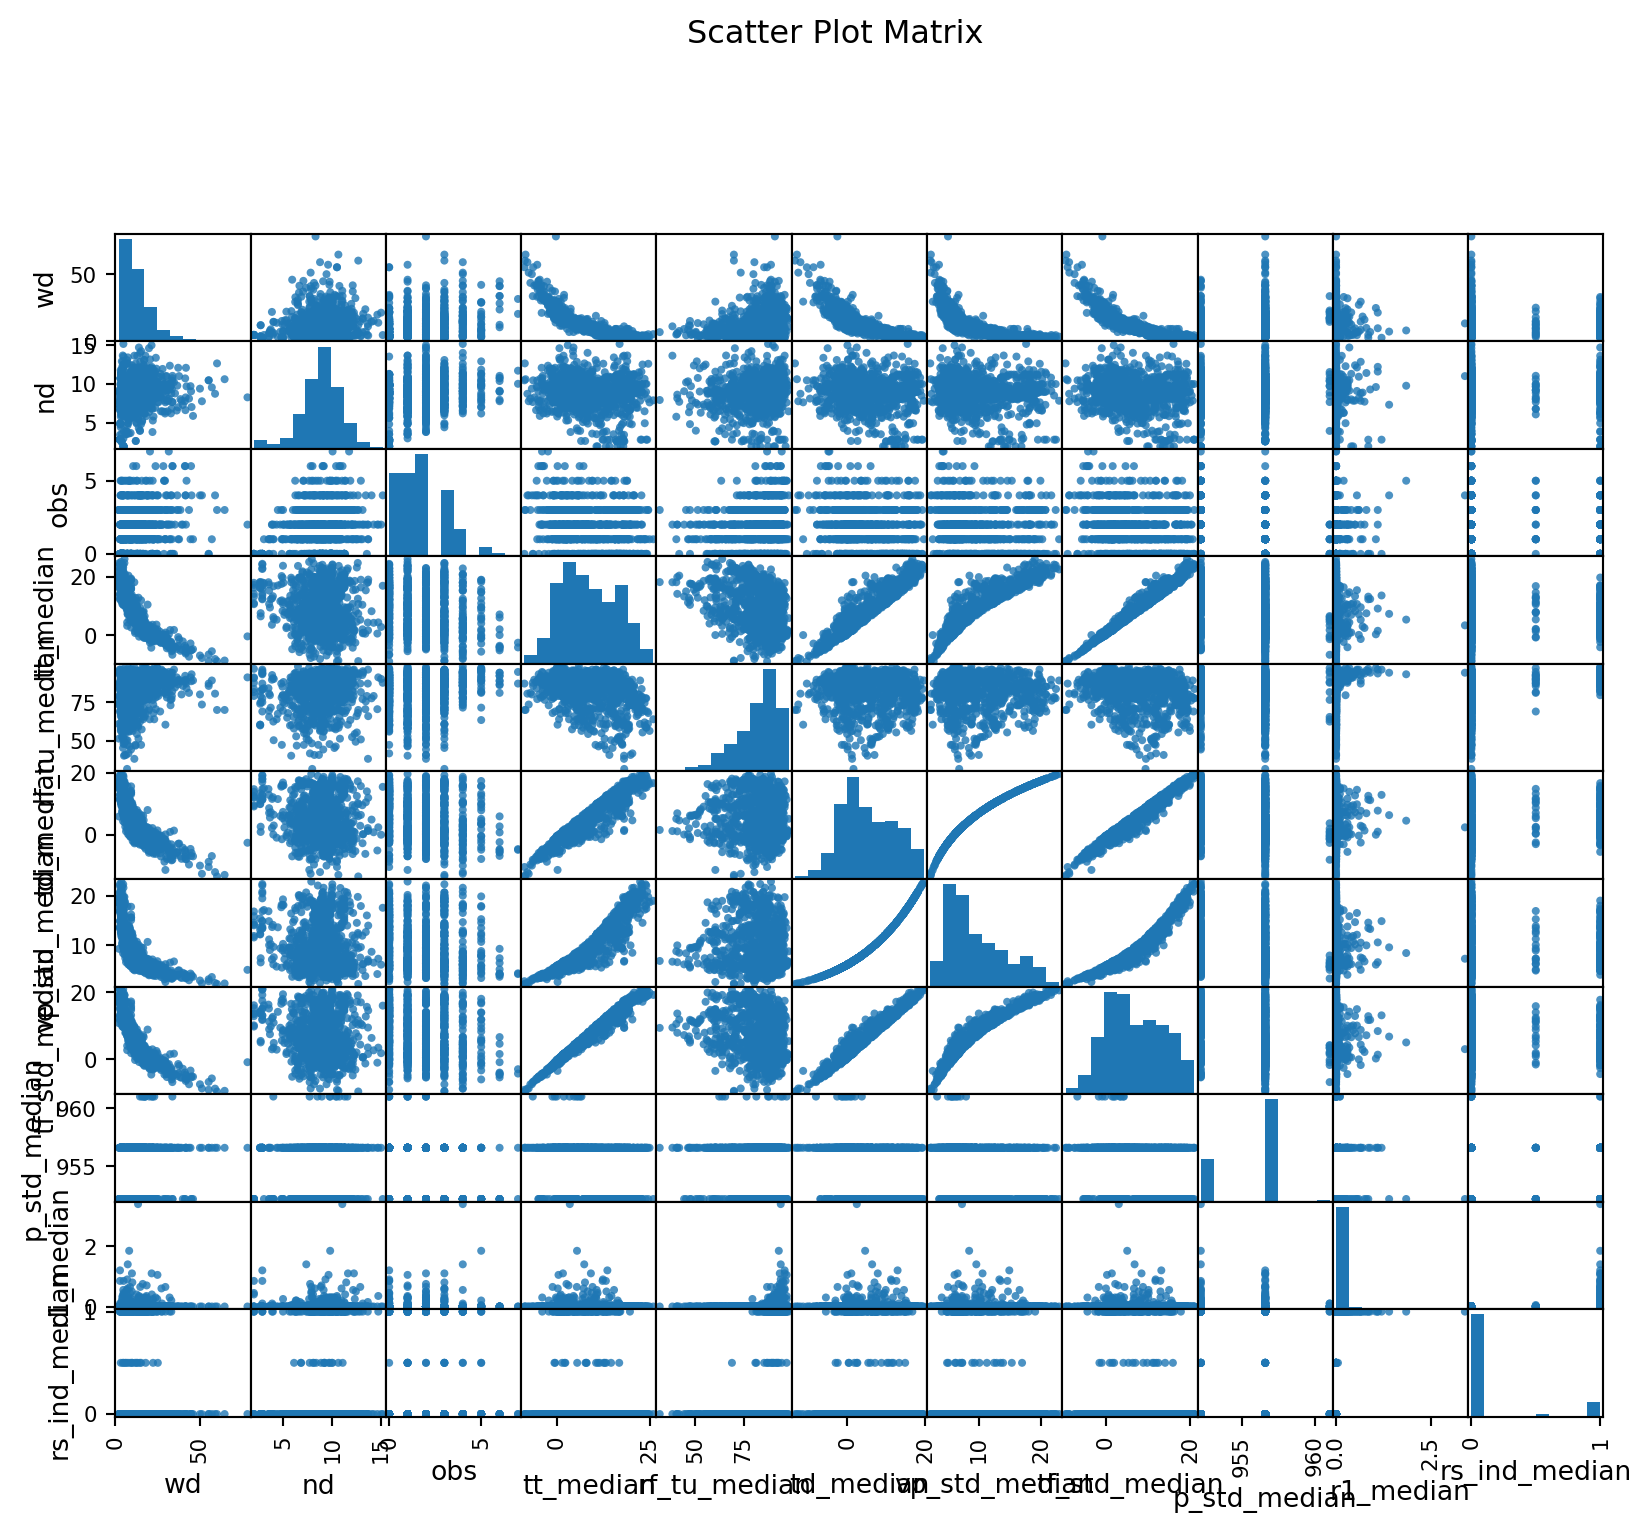 Scatter Plot Matrix
wd
50
0
nd
15
10
5
obs
5
0
tt_median
20
0
rf_tu_median
75
50
td_median
20
0
vp_std_median
20
10
tf_std_median
20
0
p_std_median
960
955
r1_median
2
0
rs_ind_median
1
0
0 50 5 10 15 0 5 0 25 50 75 0 20 10 20 0 20 955 960 0.0 2.5 0 1
wd nd obs tt_median rf_tu_median td_median vp_std_median tf_std_median p_std_median r1_median rs_ind_median